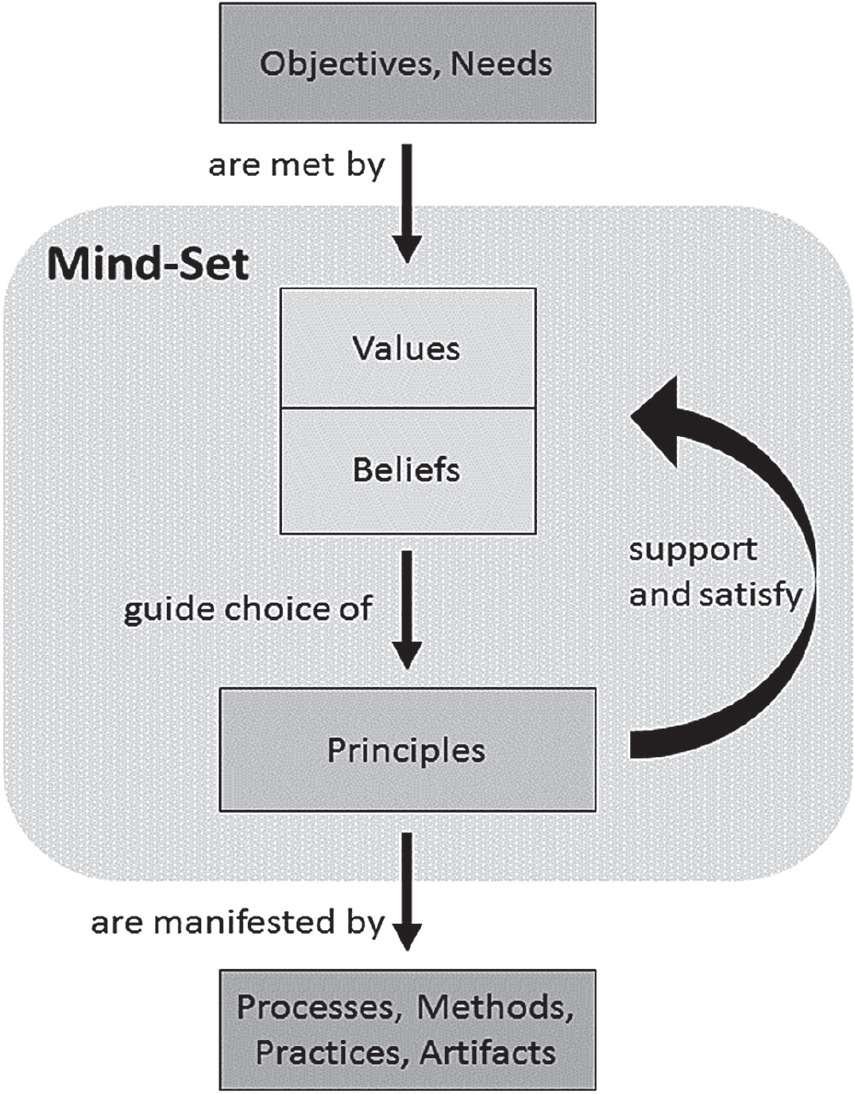 Objectives, Needs
are met by
Mind-Set
Values
Beliefs
guide choice of
support
and satisfy
Principles
are manifested by
Processes, Methods,
Practices, Artifacts